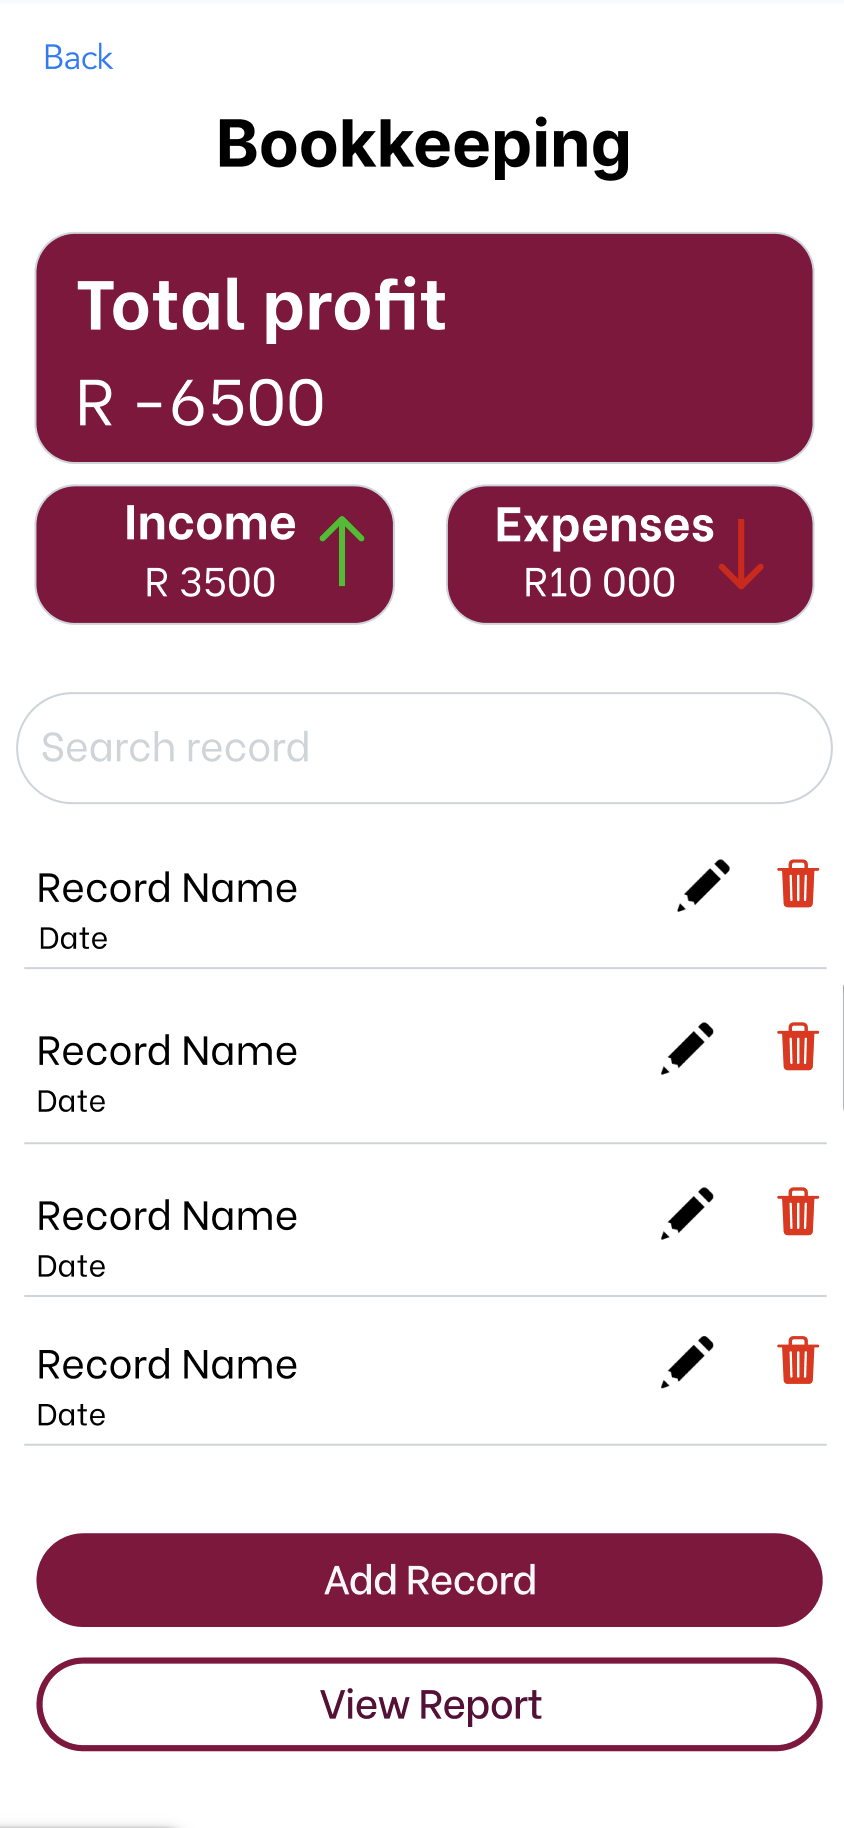 Back
Bookkeeping
Total profit
R -6500
Income
R 3500
Expenses
R10 000
Search record
Record Name
Date
Record Name
Date
Record Name
Date
Record Name
Date
Add Record
View Report